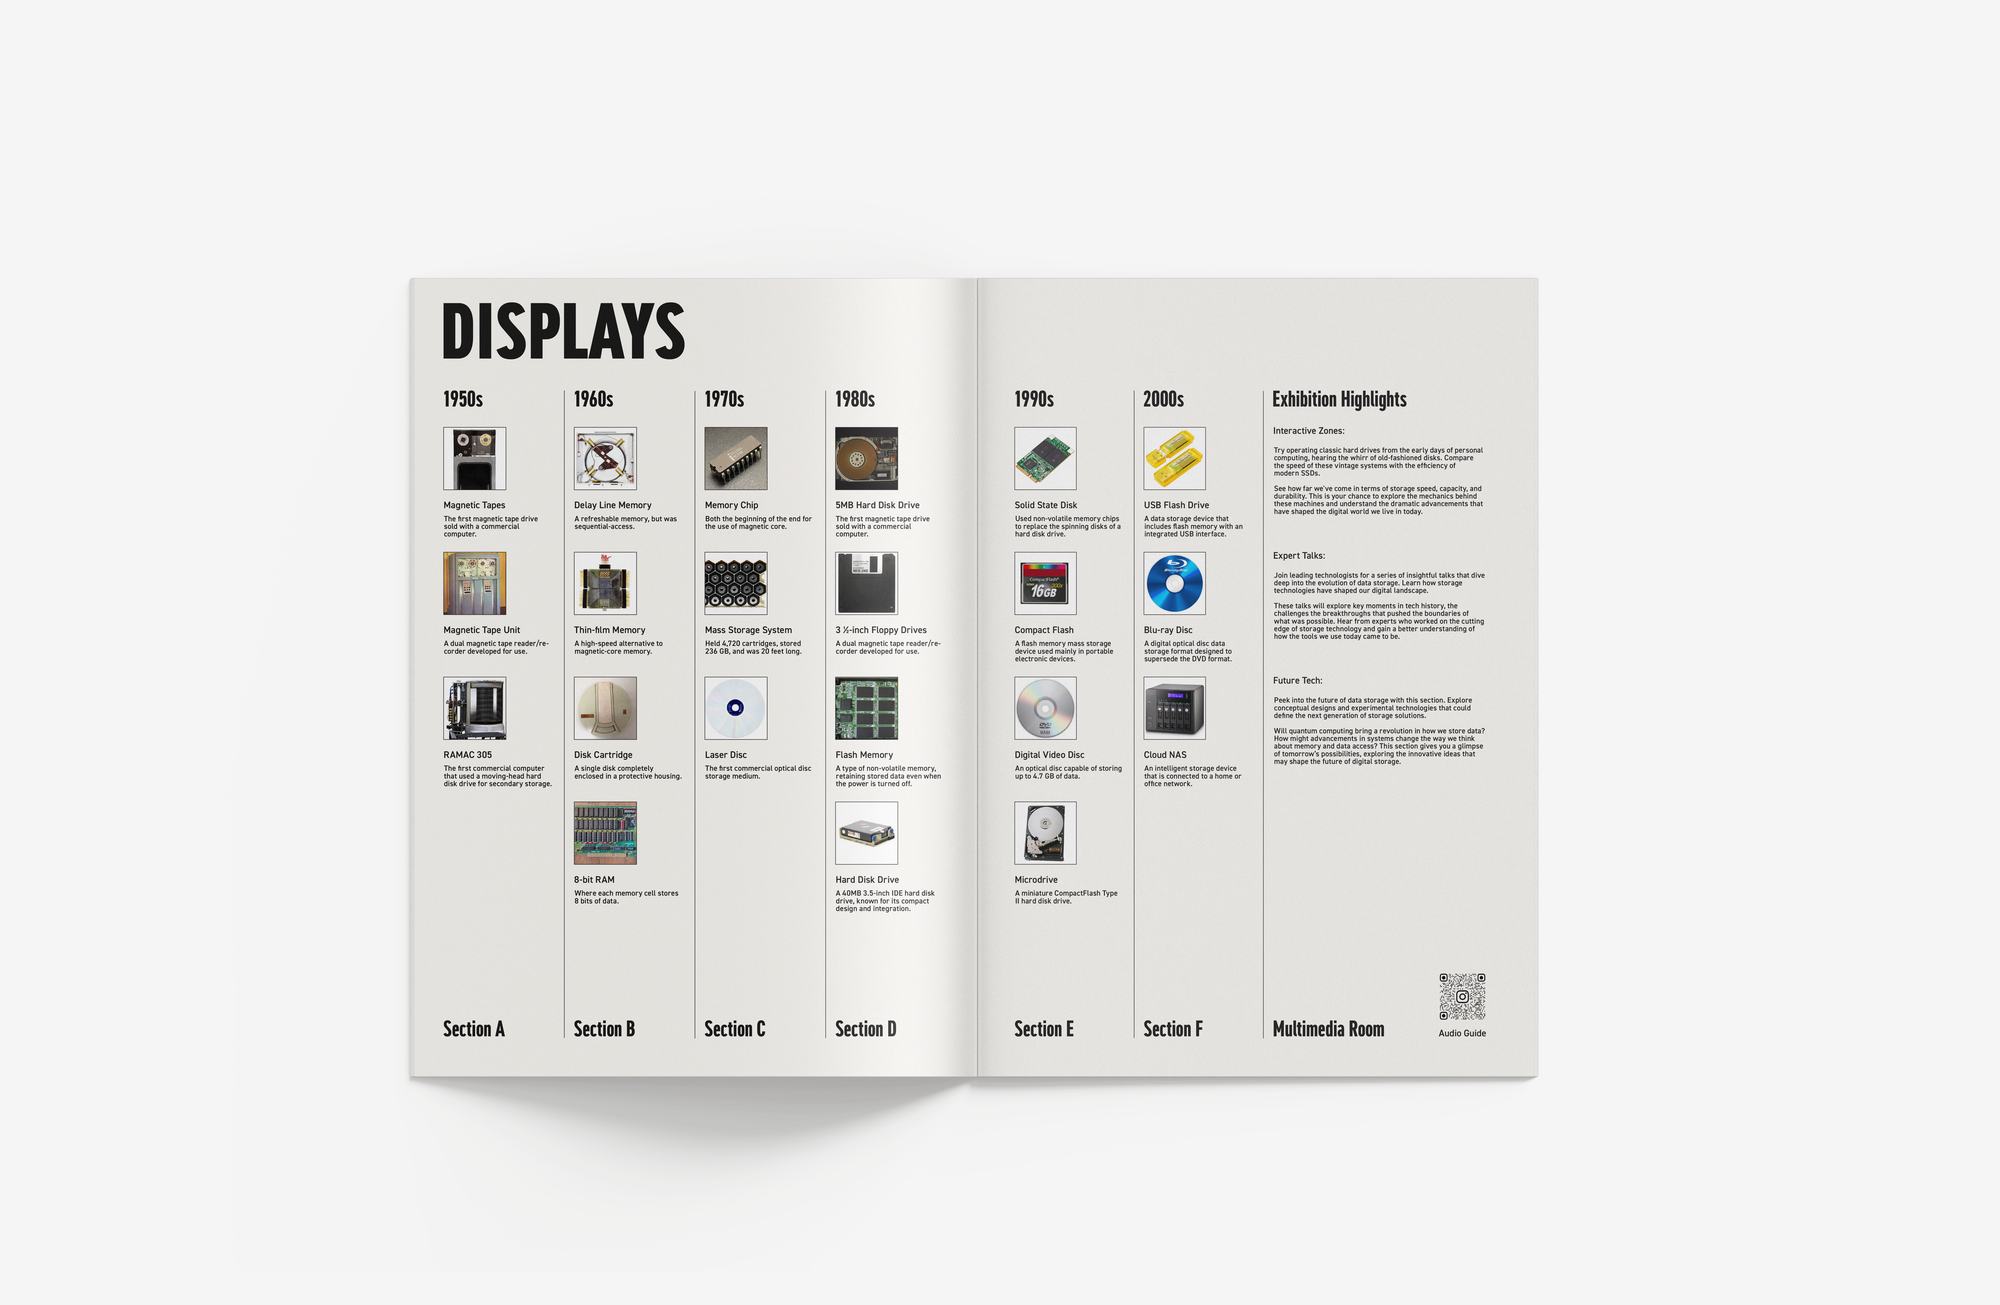 DISPLAYS
1950s
Magnetic Tapes
The first magnetic tape drive
sold with a commercial
computer.
Magnetic Tape Unit
A dual magnetic tape reader/re-
corder developed for use.
RAMAC 305
The first commercial computer
that used a moving-head hard
disk drive for secondary storage.
Section A
1960s
Delay Line Memory
A refreshable memory, but was
sequential-access.
Thin-film Memory
A high-speed alternative to
magnetic-core memory.
Disk Cartridge
A single disk completely
enclosed in a protective housing.
8-bit RAM
Where each memory cell stores
8 bits of data.
Section B
1970s
Memory Chip
Both the beginning of the end for
the use of magnetic core.
Mass Storage System
Held 4,720 cartridges, stored
236 GB, and was 20 feet long.
Laser Disc
The first commercial optical disc
storage medium.
Section C
1980s
5MB Hard Disk Drive
The first magnetic tape drive
sold with a commercial
computer.
3 ½-inch Floppy Drives
A dual magnetic tape reader/re-
corder developed for use.
Flash Memory
A type of non-volatile memory,
retaining stored data even when
the power is turned off.
Hard Disk Drive
A 40MB 3.5-inch IDE hard disk
drive, known for its compact
design and integration.
Section D
1990s
Solid State Disk
Used non-volatile memory chips
to replace the spinning disks of a
hard disk drive.
CompactFlash
16GB
Compact Flash
A flash memory mass storage
device used mainly in portable
electronic devices.
DVD
RAM
Digital Video Disc
An optical disc capable of storing
up to 4.7 GB of data.
Microdrive
A miniature CompactFlash Type
II hard disk drive.
Section E
2000s
USB Flash Drive
A data storage device that
includes flash memory with an
integrated USB interface.
Blu-ray Disc
A digital optical disc data
storage format designed to
supersede the DVD format.
Cloud NAS
An intelligent storage device
that is connected to a home or
office network.
Section F
Exhibition Highlights
Interactive Zones:
Try operating classic hard drives from the early days of personal
computing, hearing the whirr of old-fashioned disks. Compare
the speed of these vintage systems with the efficiency of
modern SSDs.
See how far we've come in terms of storage speed, capacity, and
durability. This is your chance to explore the mechanics behind
these machines and understand the dramatic advancements that
have shaped the digital world we live in today.
Expert Talks:
Join leading technologists for a series of insightful talks that dive
deep into the evolution of data storage. Learn how storage
technologies have shaped our digital landscape.
These talks will explore key moments in tech history, the
challenges the breakthroughs that pushed the boundaries of
what was possible. Hear from experts who worked on the cutting
edge of storage technology and gain a better understanding of
how the tools we use today came to be.
Future Tech:
Peek into the future of data storage with this section. Explore
conceptual designs and experimental technologies that could
define the next generation of storage solutions.
Will quantum computing bring a revolution in how we store data?
How might advancements in systems change the way we think
about memory and data access? This section gives you a glimpse
of tomorrow's possibilities, exploring the innovative ideas that
may shape the future of digital storage.
Multimedia Room
Audio Guide